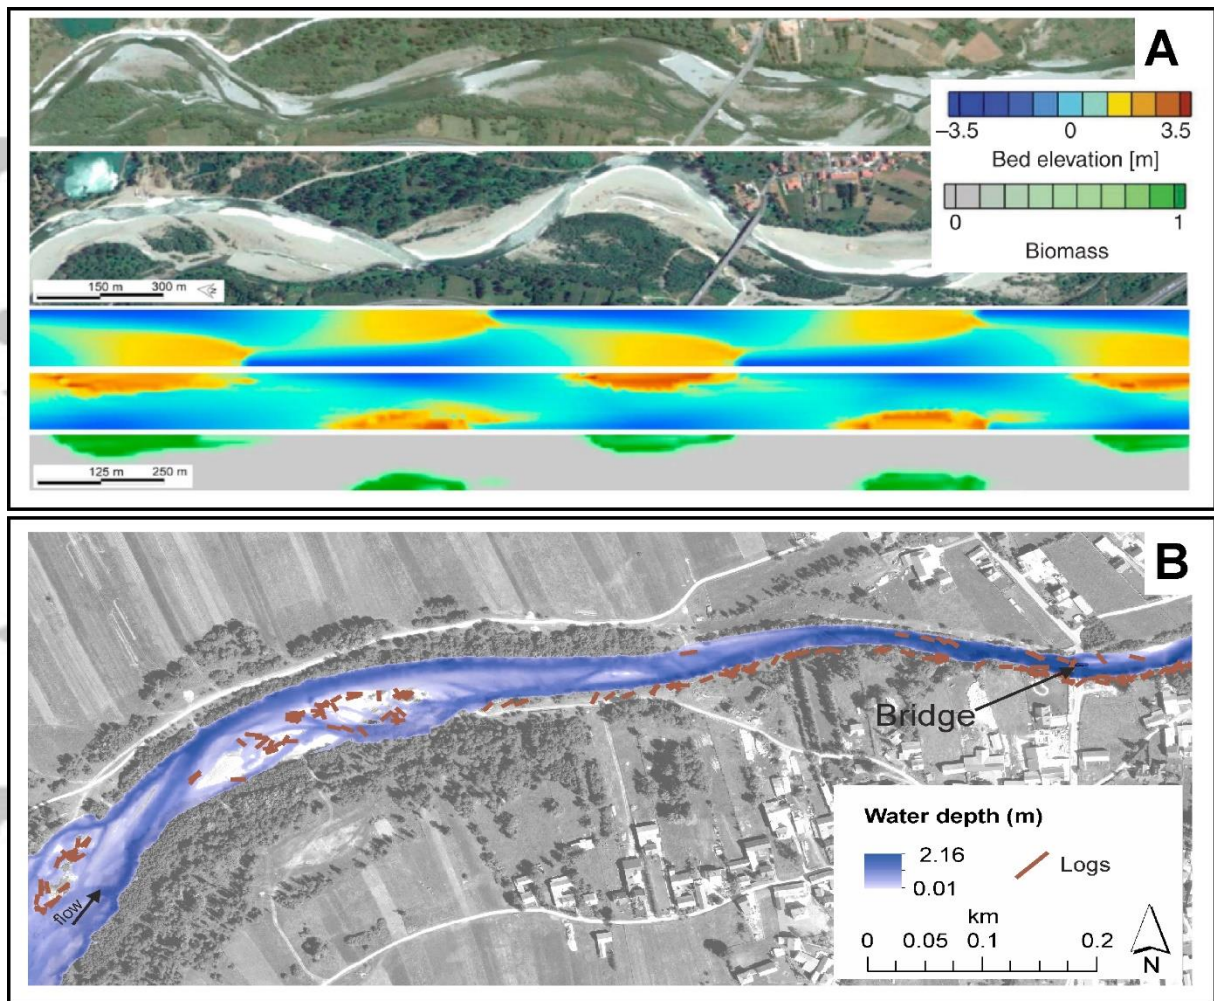 A
−3.5 0 3.5
Bed elevation [m]
0 1
Biomass
150 m 300 m
125 m 250 m
B
Bridge
flow
Water depth (m)
2.16
0.01
Logs
km
0 0.05 0.1 0.2
N